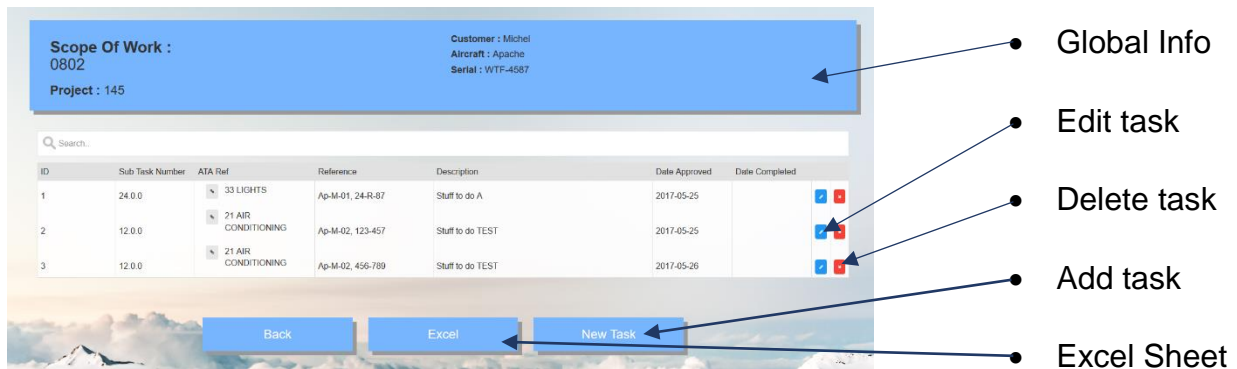 Scope Of Work :
0802
Project : 145
Customer : Michel
Aircraft : Apache
Serial : WTF-4587
Search..
ID Sub Task Number ATA Ref Reference Description Date Approved Date Completed
1 24.0.0 33 LIGHTS Ap-M-01, 24-R-87 Stuff to do A 2017-05-25
2 12.0.0 21 AIR CONDITIONING Ap-M-02, 123-457 Stuff to do TEST 2017-05-25
3 12.0.0 21 AIR CONDITIONING Ap-M-02, 456-789 Stuff to do TEST 2017-05-26
Back Excel New Task
• Global Info
• Edit task
• Delete task
• Add task
• Excel Sheet